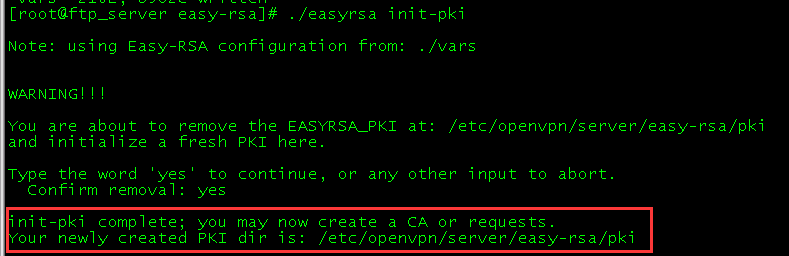 [root@ftp_server easy-rsa]# ./easyrsa init-pki
Note: using Easy-RSA configuration from: ./vars
WARNING!!!
You are about to remove the EASYRSA_PKI at: /etc/openvpn/server/easy-rsa/pki
and initialize a fresh PKI here.
Type the word 'yes' to continue, or any other input to abort.
Confirm removal: yes
init-pki complete; you may now create a CA or requests.
Your newly created PKI dir is: /etc/openvpn/server/easy-rsa/pki